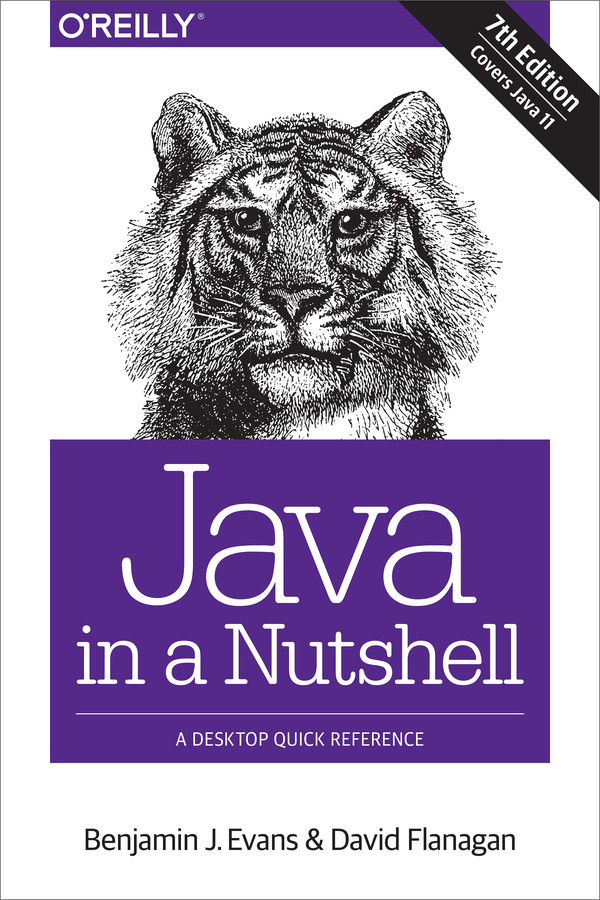 O'REILLY®
7th Edition
Covers Java 11
Java
in a Nutshell
A DESKTOP QUICK REFERENCE
Benjamin J. Evans & David Flanagan